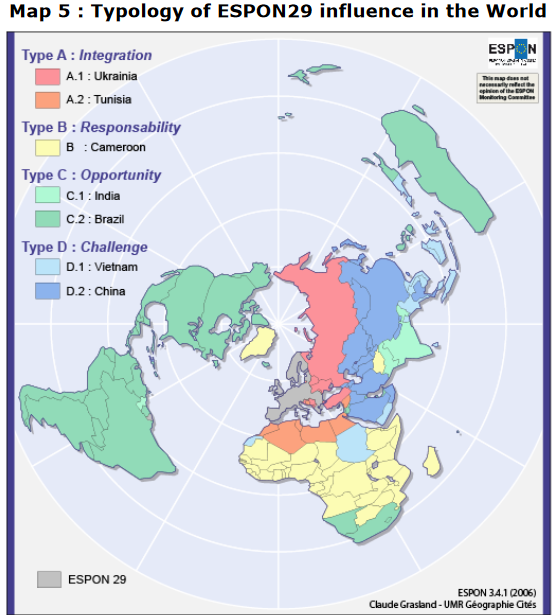 Map 5 : Typology of ESPON29 influence in the World
Type A : Integration
A.1 : Ukrainia
A.2 : Tunisia
Type B : Responsability
B : Cameroon
Type C : Opportunity
C.1 : India
C.2 : Brazil
Type D : Challenge
D.1 : Vietnam
D.2 : China
ESPON
This map does not
necessarily reflect the
opinion of the ESPON
Monitoring Committee
ESPON 29
ESPON 3.4.1 (2006)
Claude Grasland - UMR Géographie Cités